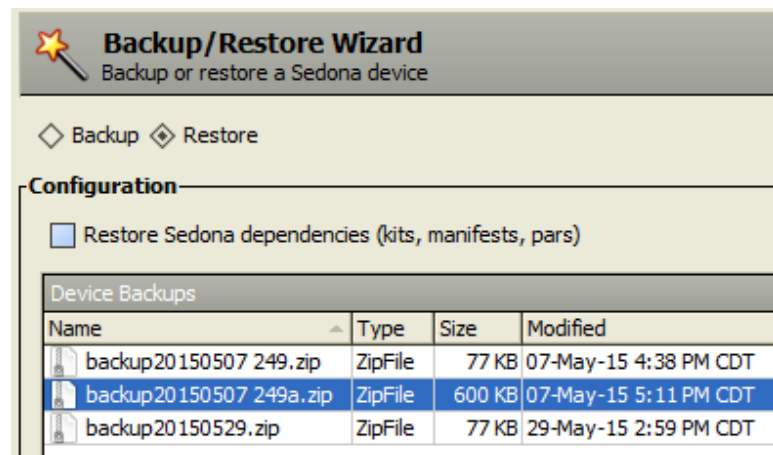 Backup/Restore Wizard
Backup or restore a Sedona device
Backup Restore
Configuration
Restore Sedona dependencies (kits, manifests, pars)
Device Backups
Name Type Size Modified
backup20150507 249.zip ZipFile 77 KB 07-May-15 4:38 PM CDT
backup20150507 249a.zip ZipFile 600 KB 07-May-15 5:11 PM CDT
backup20150529.zip ZipFile 77 KB 29-May-15 2:59 PM CDT